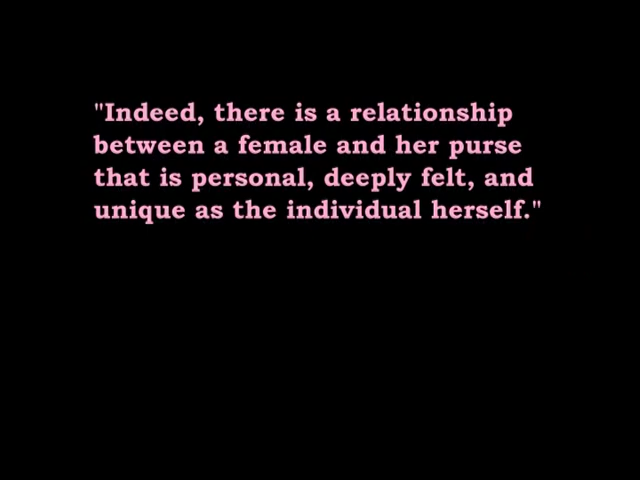 "Indeed, there is a relationship
between a female and her purse
that is personal, deeply felt, and
unique as the individual herself."